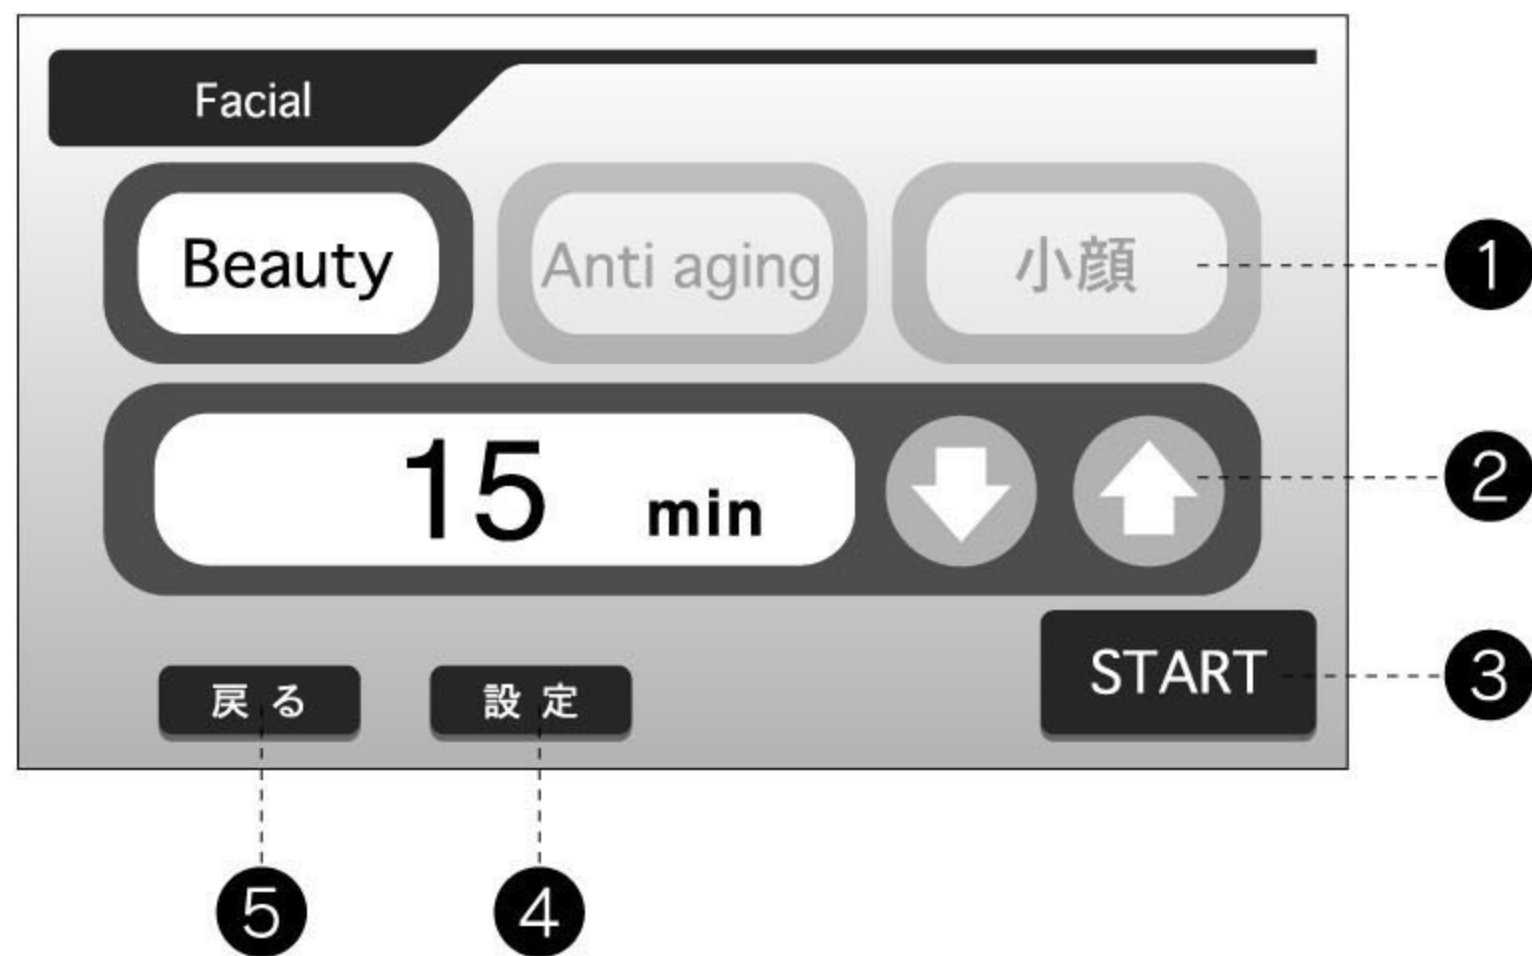 Facial
Beauty
Anti aging
小顔
1
15 min
2
START
3
戻る
設定
5
4